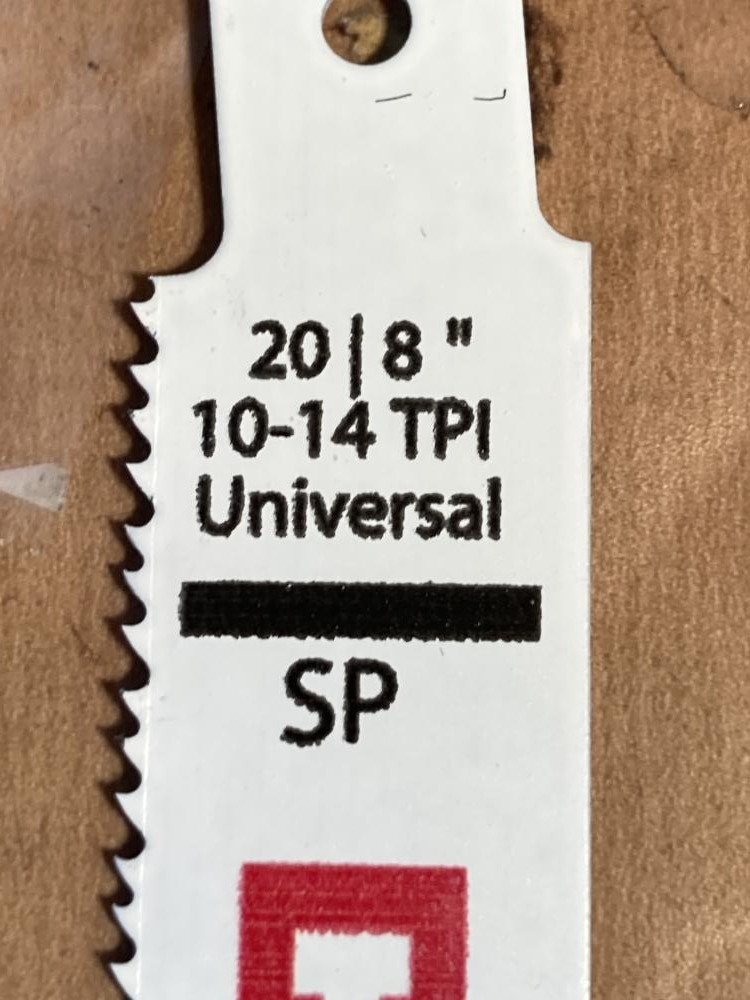 20 | 8 "
10-14 TPI
Universal
SP